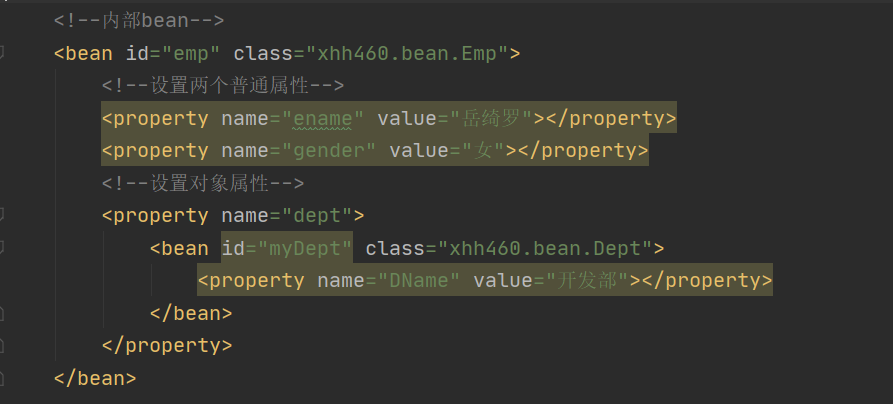 <!--内部bean-->
<bean id="emp" class="xhh460.bean.Emp">
<!--设置两个普通属性-->
<property name="ename" value="岳绮罗"></property>
<property name="gender" value="女"></property>
<!--设置对象属性-->
<property name="dept">
<bean id="myDept" class="xhh460.bean.Dept">
<property name="DName" value="开发部"></property>
</bean>
</property>
</bean>